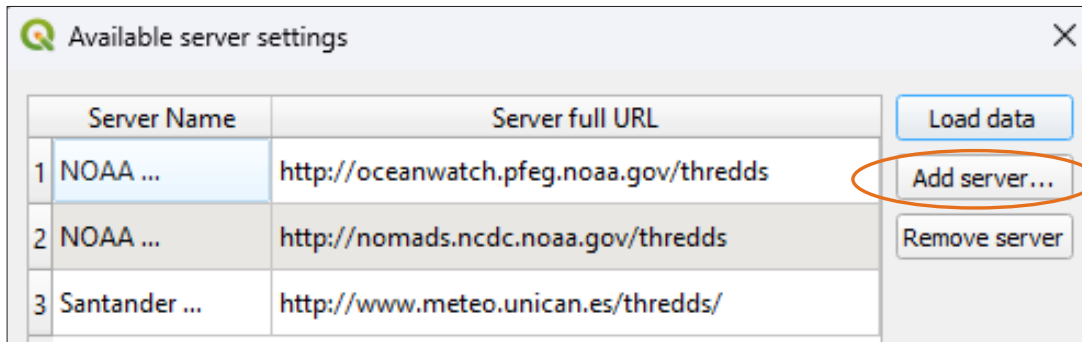 Available server settings
Server Name Server full URL Load data
1 NOAA ... http://oceanwatch.pfeg.noaa.gov/thredds Add server...
2 NOAA ... http://nomads.ncdc.noaa.gov/thredds Remove server
3 Santander ... http://www.meteo.unican.es/thredds/